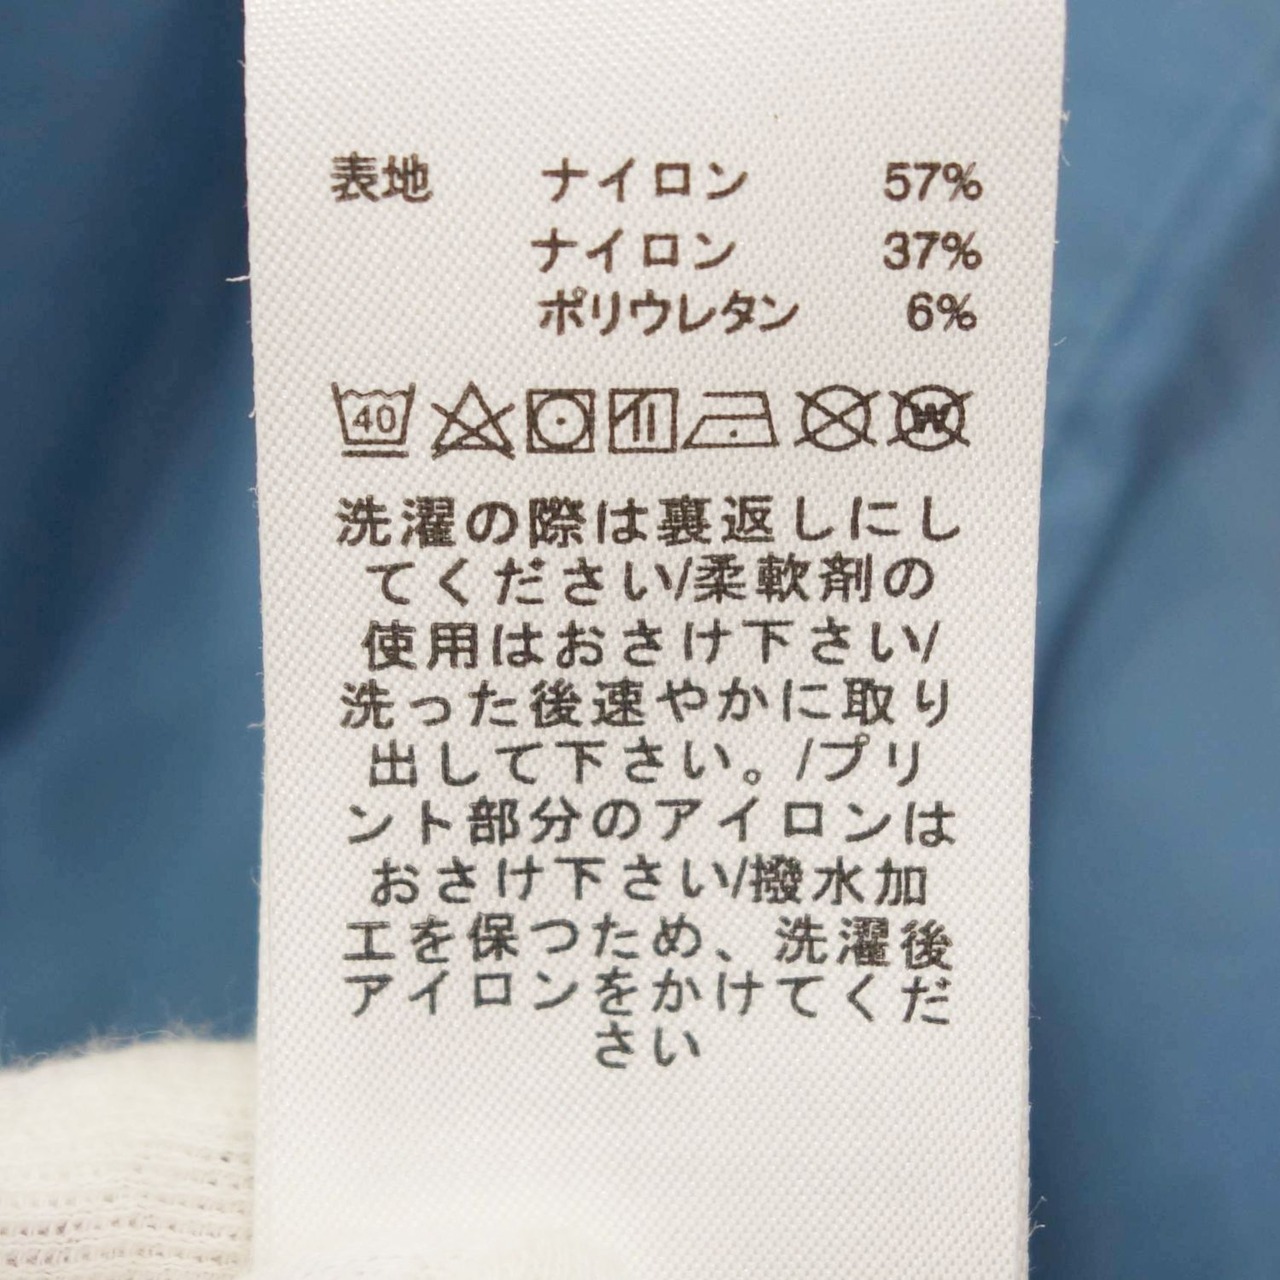 表地 ナイロン 57%
ナイロン 37%
ポリウレタン 6%
40
W
洗濯の際は裏返しにし
てください/柔軟剤の
使用はおさけ下さい/
洗った後速やかに取り
出して下さい。/プリ
ント部分のアイロンは
おさけ下さい/撥水加
工を保つため、洗濯後
アイロンをかけてくだ
さい